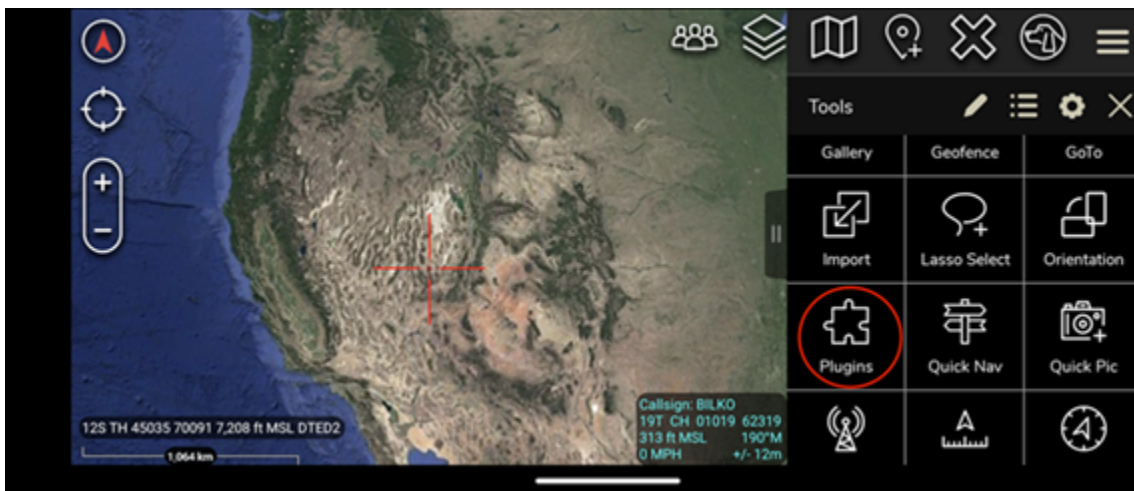 Tools
Gallery
Geofence
GoTo
Import
Lasso Select
Orientation
Plugins
Quick Nav
Quick Pic
Callsign: BILKO
19T CH 01019 62319
313 ft MSL 190°M
0 MPH +/- 12m
12S TH 45035 70091 7,208 ft MSL DTED2
1,064 km